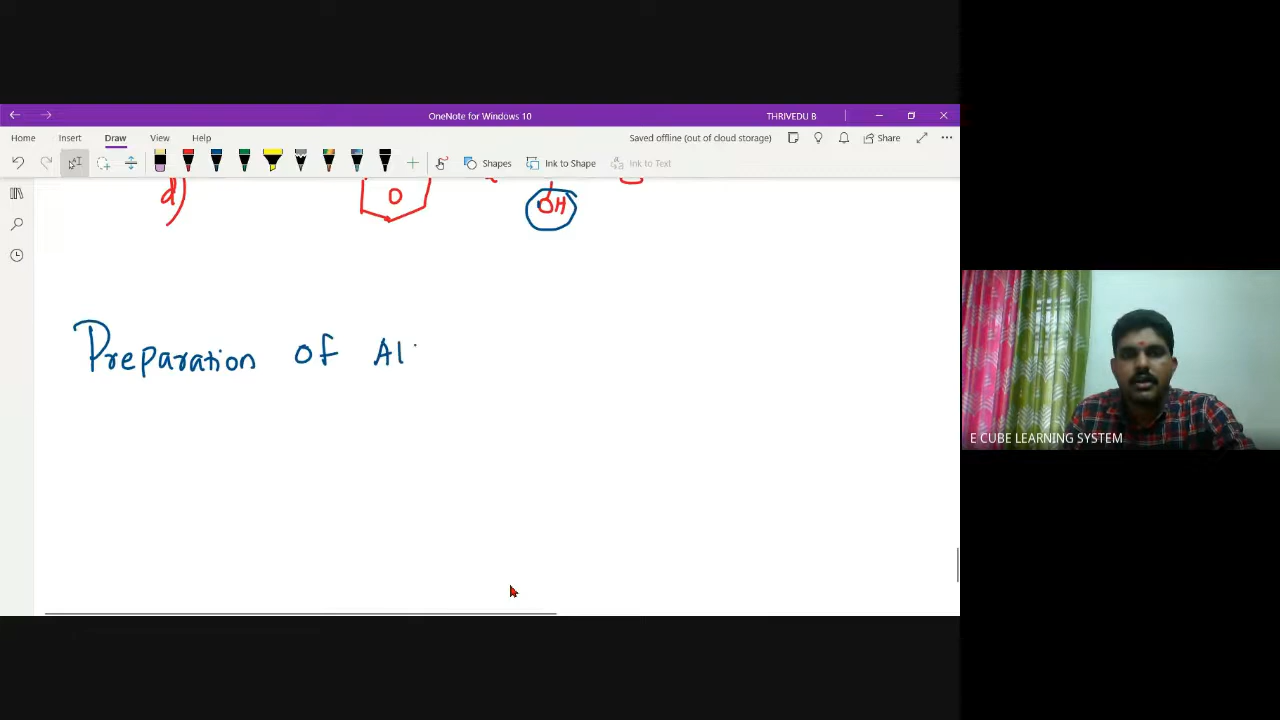 OneNote for Windows 10
THRIVEDU B
Home Insert Draw View Help
Saved offline (out of cloud storage)
Share
Shapes
Ink to Shape
Ink to Text
d)
O
OH
Preparation of Al
E CUBE LEARNING SYSTEM